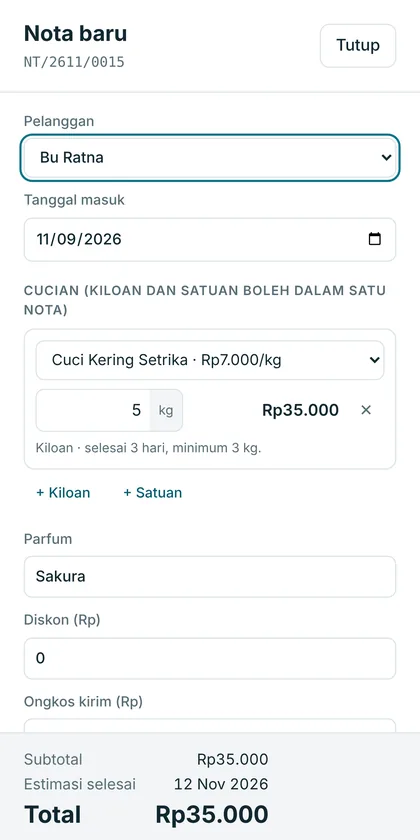 Nota baru
NT/2611/0015
Tutup
Pelanggan
Bu Ratna
Tanggal masuk
11/09/2026
CUCIAN (KILOAN DAN SATUAN BOLEH DALAM SATU
NOTA)
Cuci Kering Setrika · Rp7.000/kg
5 kg Rp35.000 ×
Kiloan · selesai 3 hari, minimum 3 kg.
+ Kiloan + Satuan
Parfum
Sakura
Diskon (Rp)
0
Ongkos kirim (Rp)
Subtotal Rp35.000
Estimasi selesai 12 Nov 2026
Total Rp35.000